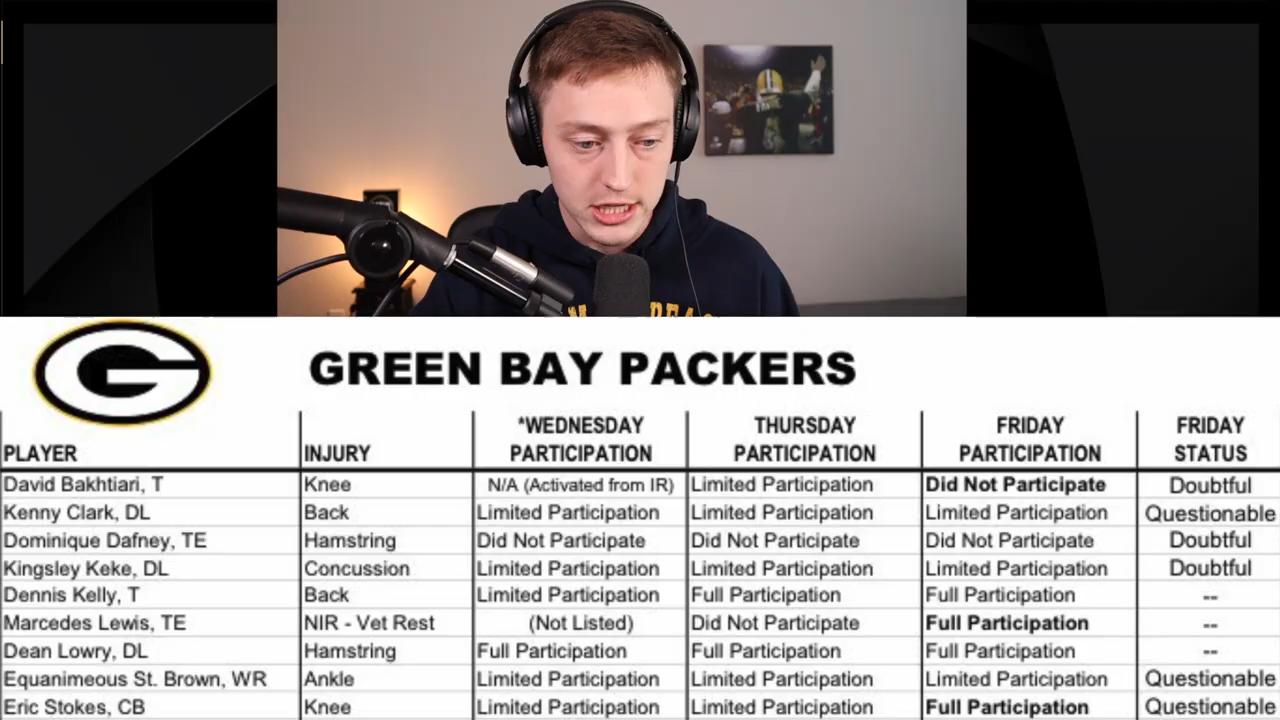 GREEN BAY PACKERS
PLAYER INJURY *WEDNESDAY PARTICIPATION THURSDAY PARTICIPATION FRIDAY PARTICIPATION FRIDAY STATUS
David Bakhtiari, T Knee N/A (Activated from IR) Limited Participation Did Not Participate Doubtful
Kenny Clark, DL Back Limited Participation Limited Participation Limited Participation Questionable
Dominique Dafney, TE Hamstring Did Not Participate Did Not Participate Did Not Participate Doubtful
Kingsley Keke, DL Concussion Limited Participation Limited Participation Limited Participation Doubtful
Dennis Kelly, T Back Limited Participation Full Participation Full Participation --
Marcedes Lewis, TE NIR - Vet Rest (Not Listed) Did Not Participate Full Participation --
Dean Lowry, DL Hamstring Full Participation Full Participation Full Participation --
Equanimeous St. Brown, WR Ankle Limited Participation Limited Participation Limited Participation Questionable
Eric Stokes, CB Knee Limited Participation Limited Participation Full Participation Questionable